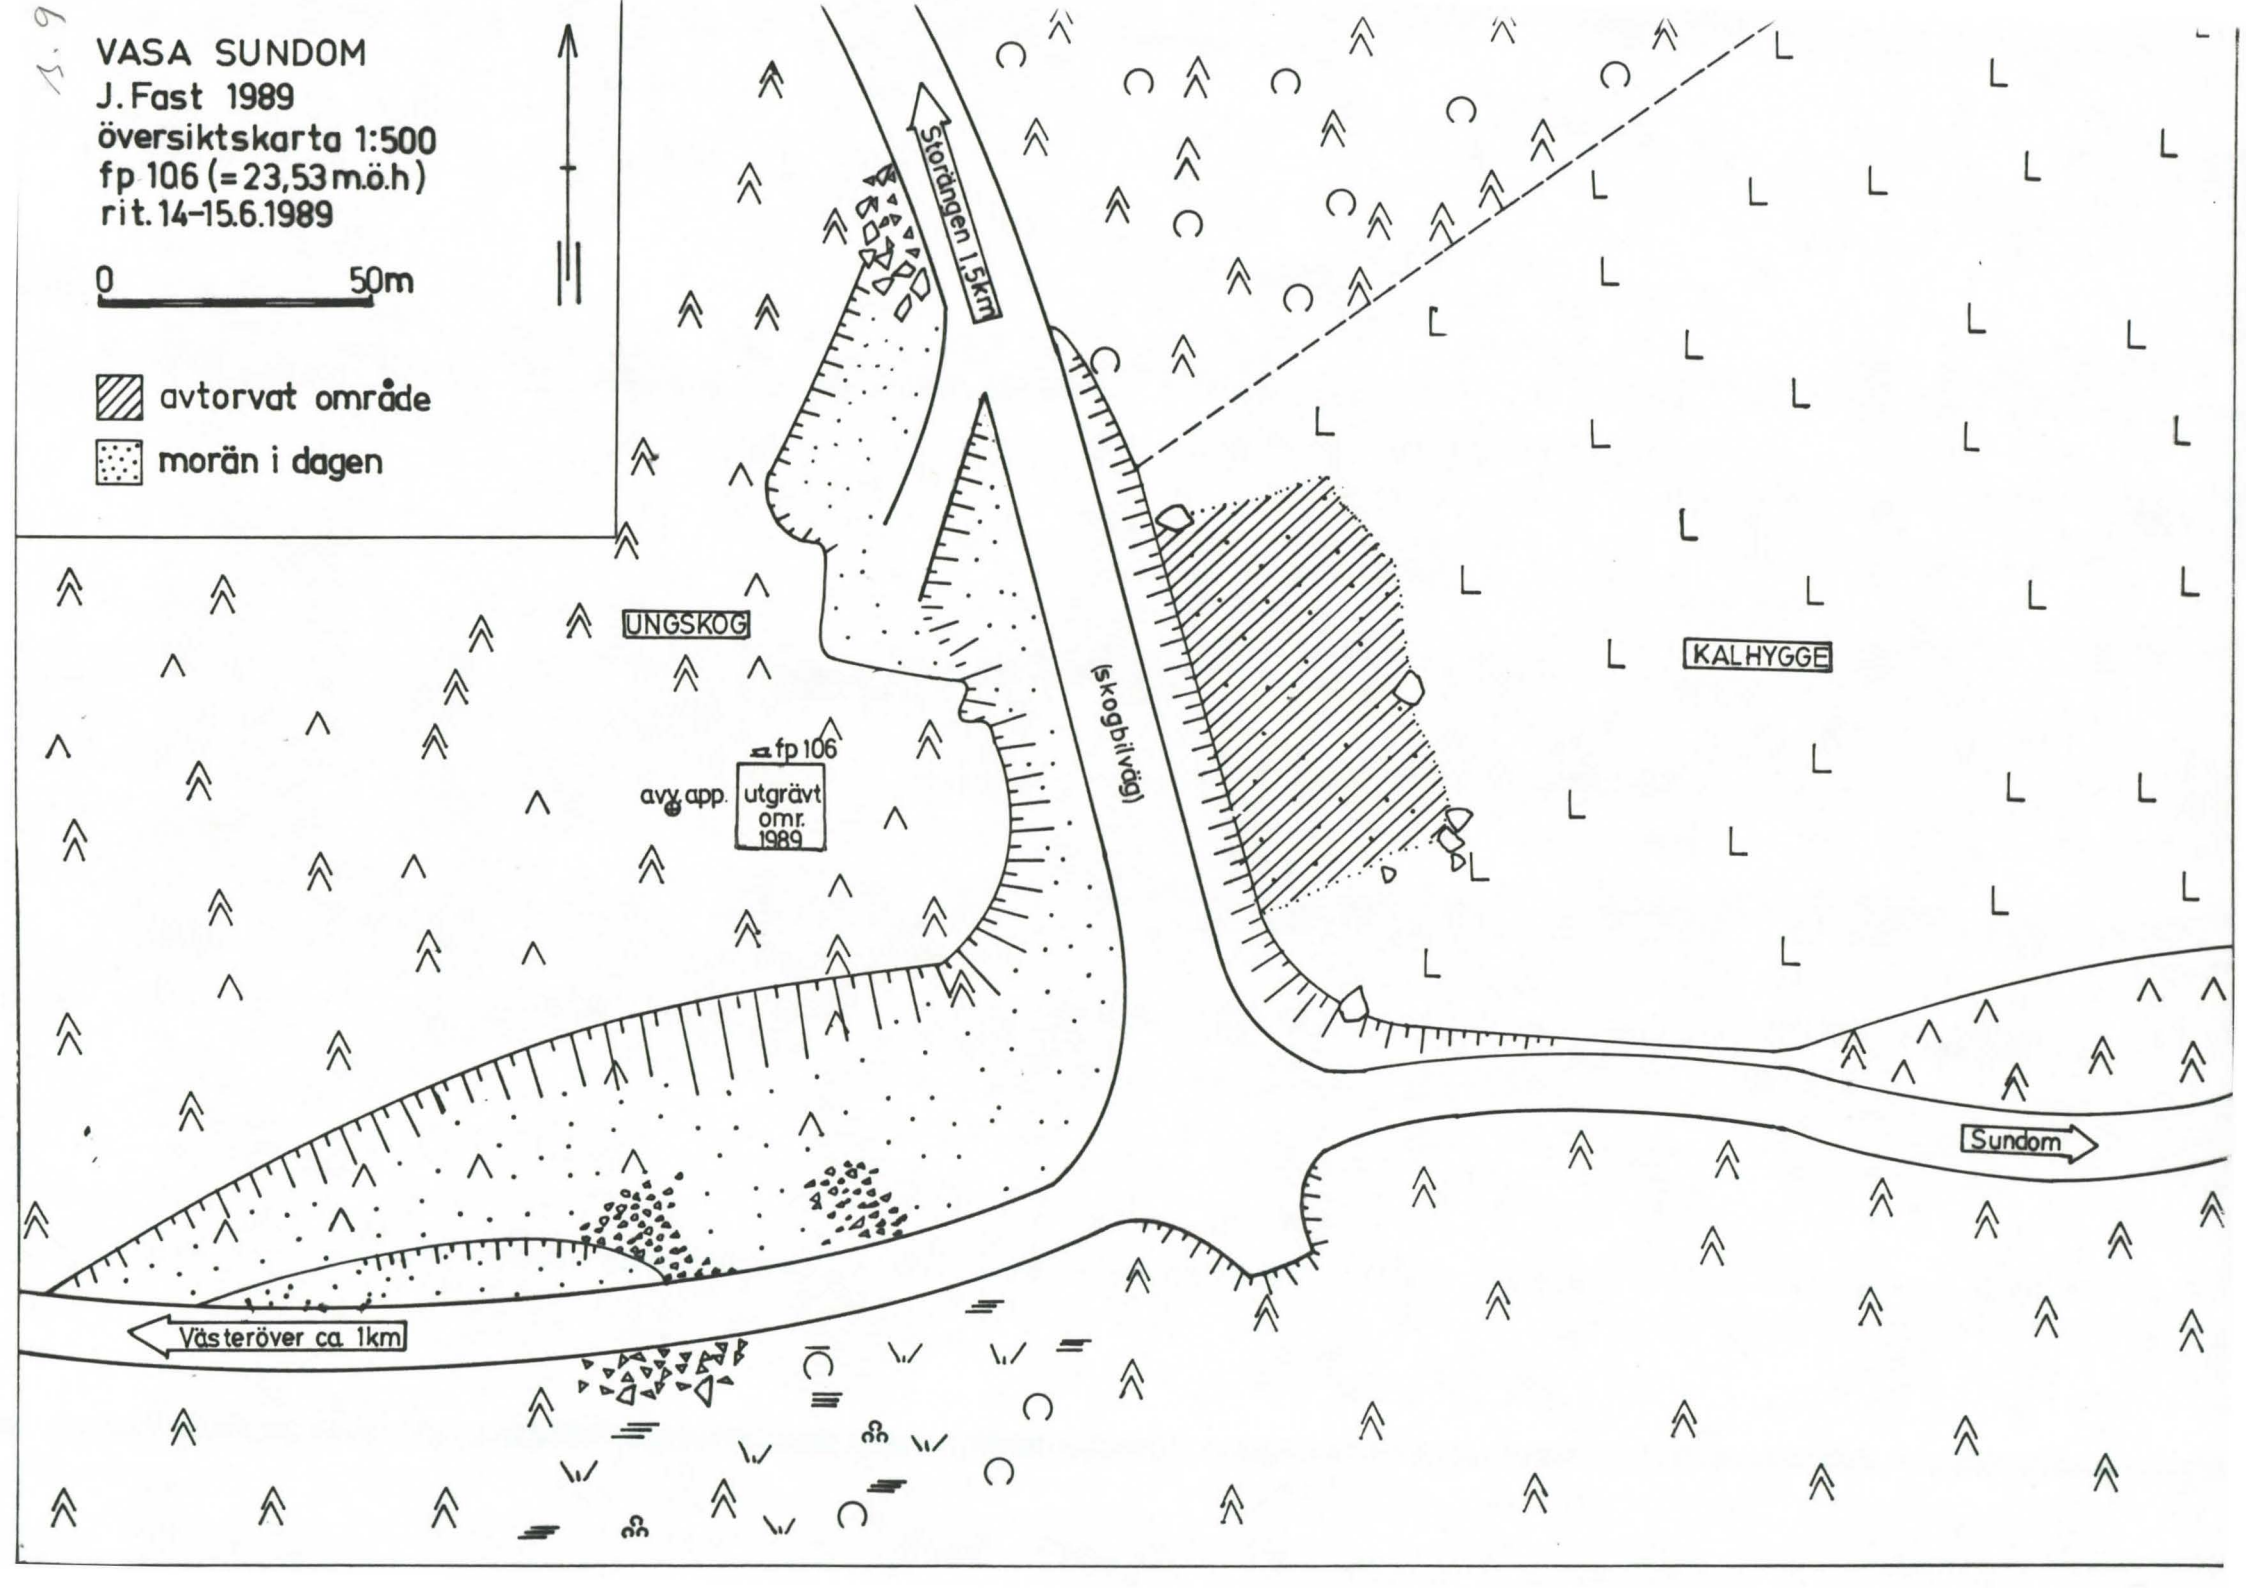 6.9
VASA SUNDOM
J. Fast 1989
översiktskarta 1:500
fp 106 (=23,53 m.ö.h)
rit. 14-15.6.1989
0 50m
avtorvat område
morän i dagen
Storängen 1,5km
UNGSKOG
(skogbilväg)
KALHYGGE
fp 106
avv. app.
utgrävt
omr.
1989
Sundom
Västeröver ca 1km